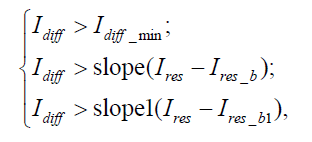 I_diff > I_diff_min;
I_diff > slope(I_res − I_res_b);
I_diff > slope1(I_res − I_res_b1),